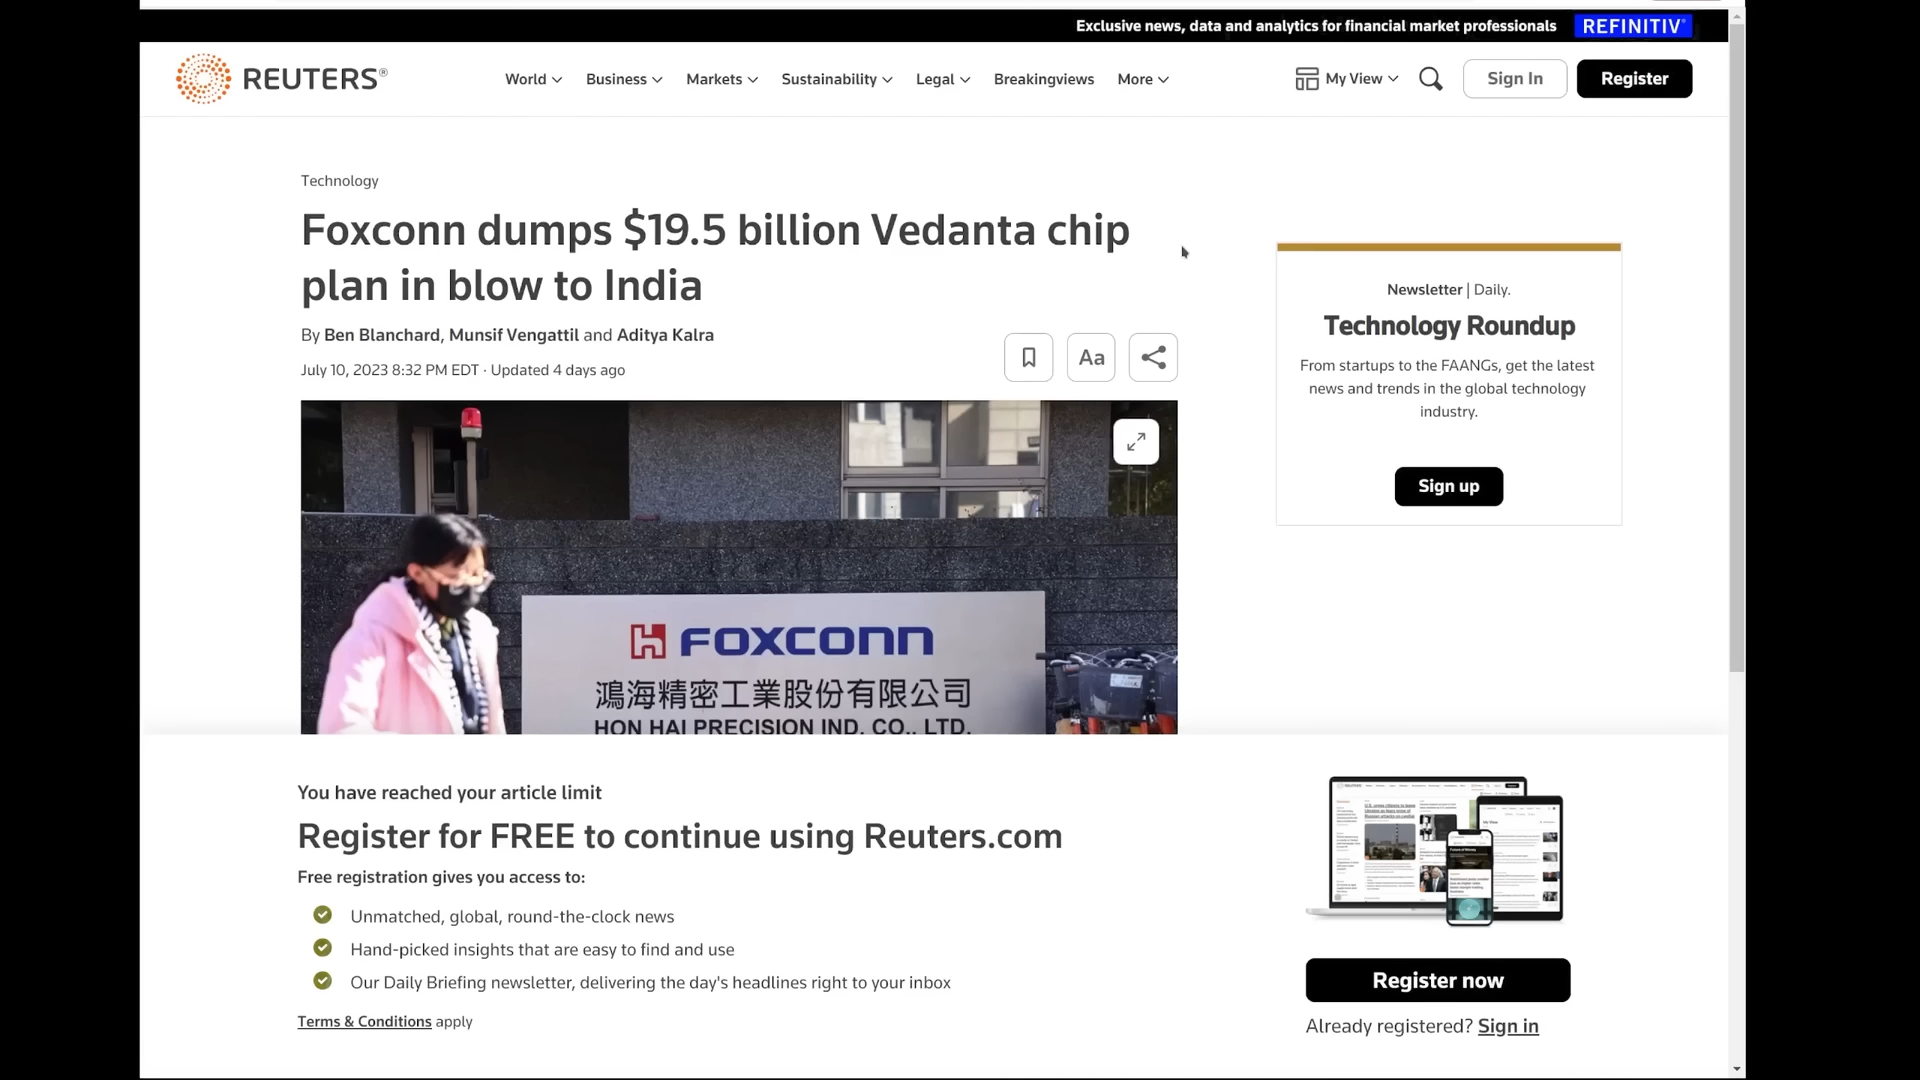 Exclusive news, data and analytics for financial market professionals REFINITIV
REUTERS®
World Business Markets Sustainability Legal Breakingviews More
My View Sign In Register
Technology
Foxconn dumps $19.5 billion Vedanta chip
plan in blow to India
By Ben Blanchard, Munsif Vengattil and Aditya Kalra
July 10, 2023 8:32 PM EDT · Updated 4 days ago
Aa
Newsletter | Daily.
Technology Roundup
From startups to the FAANGs, get the latest
news and trends in the global technology
industry.
Sign up
FOXCONN
鴻海精密工業股份有限公司
HON HAI PRECISION IND. CO., LTD.
You have reached your article limit
Register for FREE to continue using Reuters.com
Free registration gives you access to:
Unmatched, global, round-the-clock news
Hand-picked insights that are easy to find and use
Our Daily Briefing newsletter, delivering the day's headlines right to your inbox
Terms & Conditions apply
Register now
Already registered? Sign in